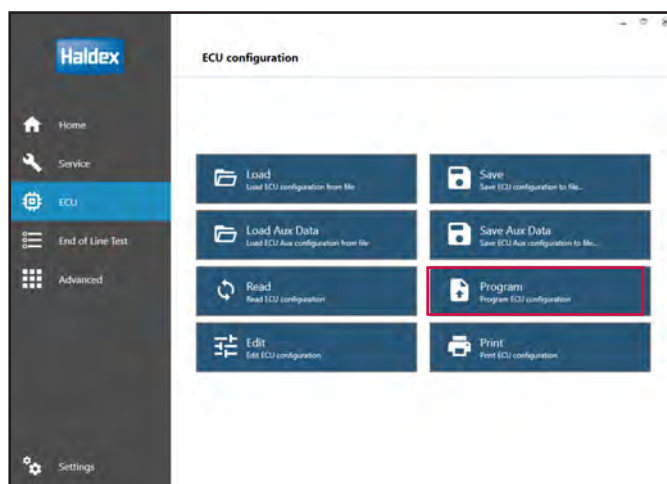 Haldex
ECU configuration
Home
Service
ECU
End of Line Test
Advanced
Settings
Load
Load ECU configuration from file
Save
Save ECU configuration to file...
Load Aux Data
Load ECU Aux configuration from file
Save Aux Data
Save ECU Aux configuration to file...
Read
Read ECU configuration
Program
Program ECU configuration
Edit
Edit ECU configuration
Print
Print ECU configuration